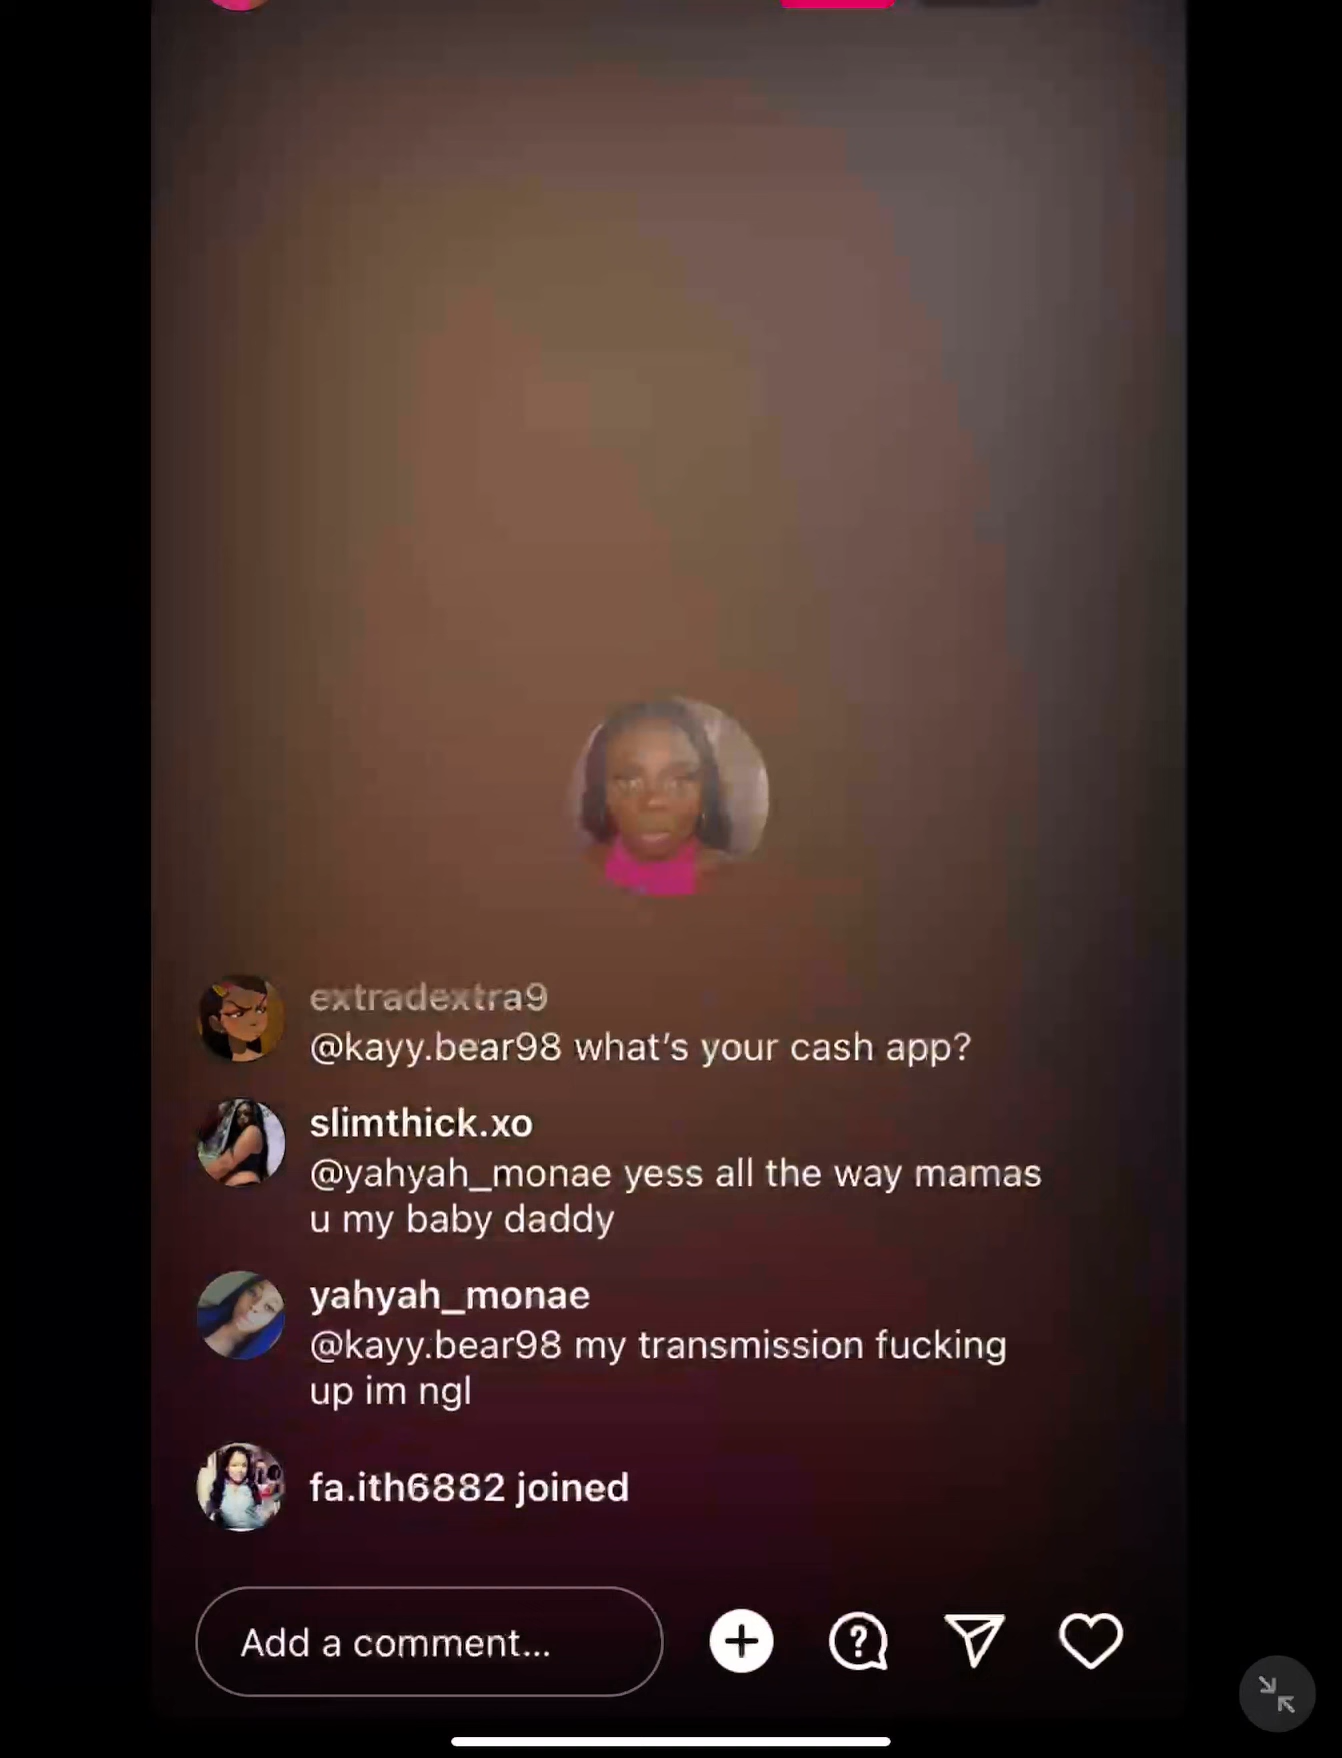 extradextra9
@kayy.bear98 what's your cash app?
slimthick.xo
@yahyah_monae yess all the way mamas
u my baby daddy
yahyah_monae
@kayy.bear98 my transmission fucking
up im ngl
fa.ith6882 joined
Add a comment...